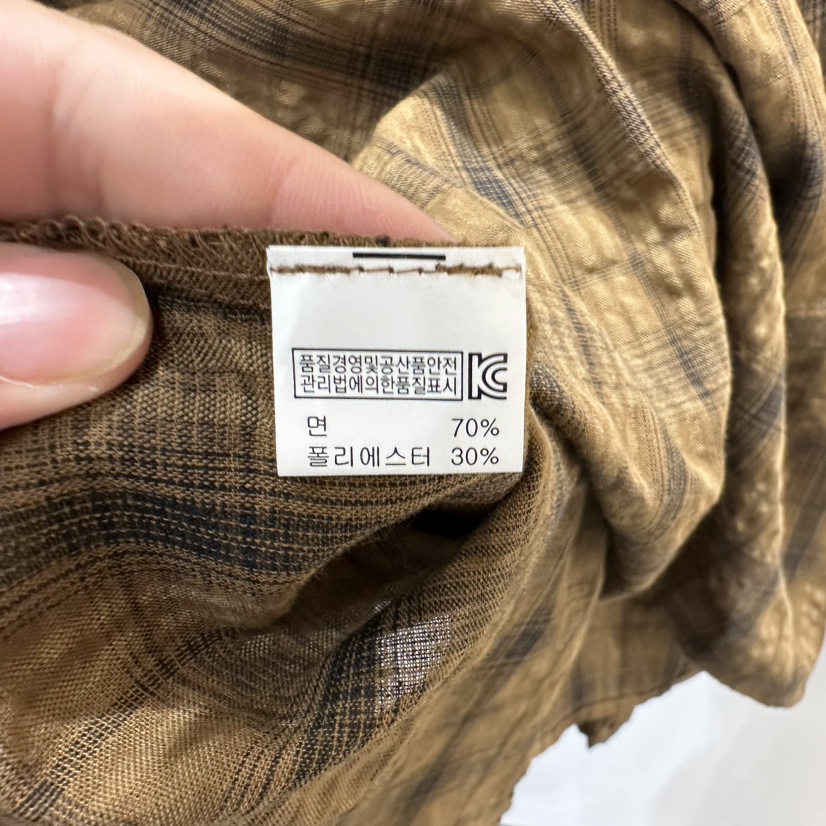 품질경영및공산품안전
관리법에의한품질표시
KC
면 70%
폴리에스터 30%